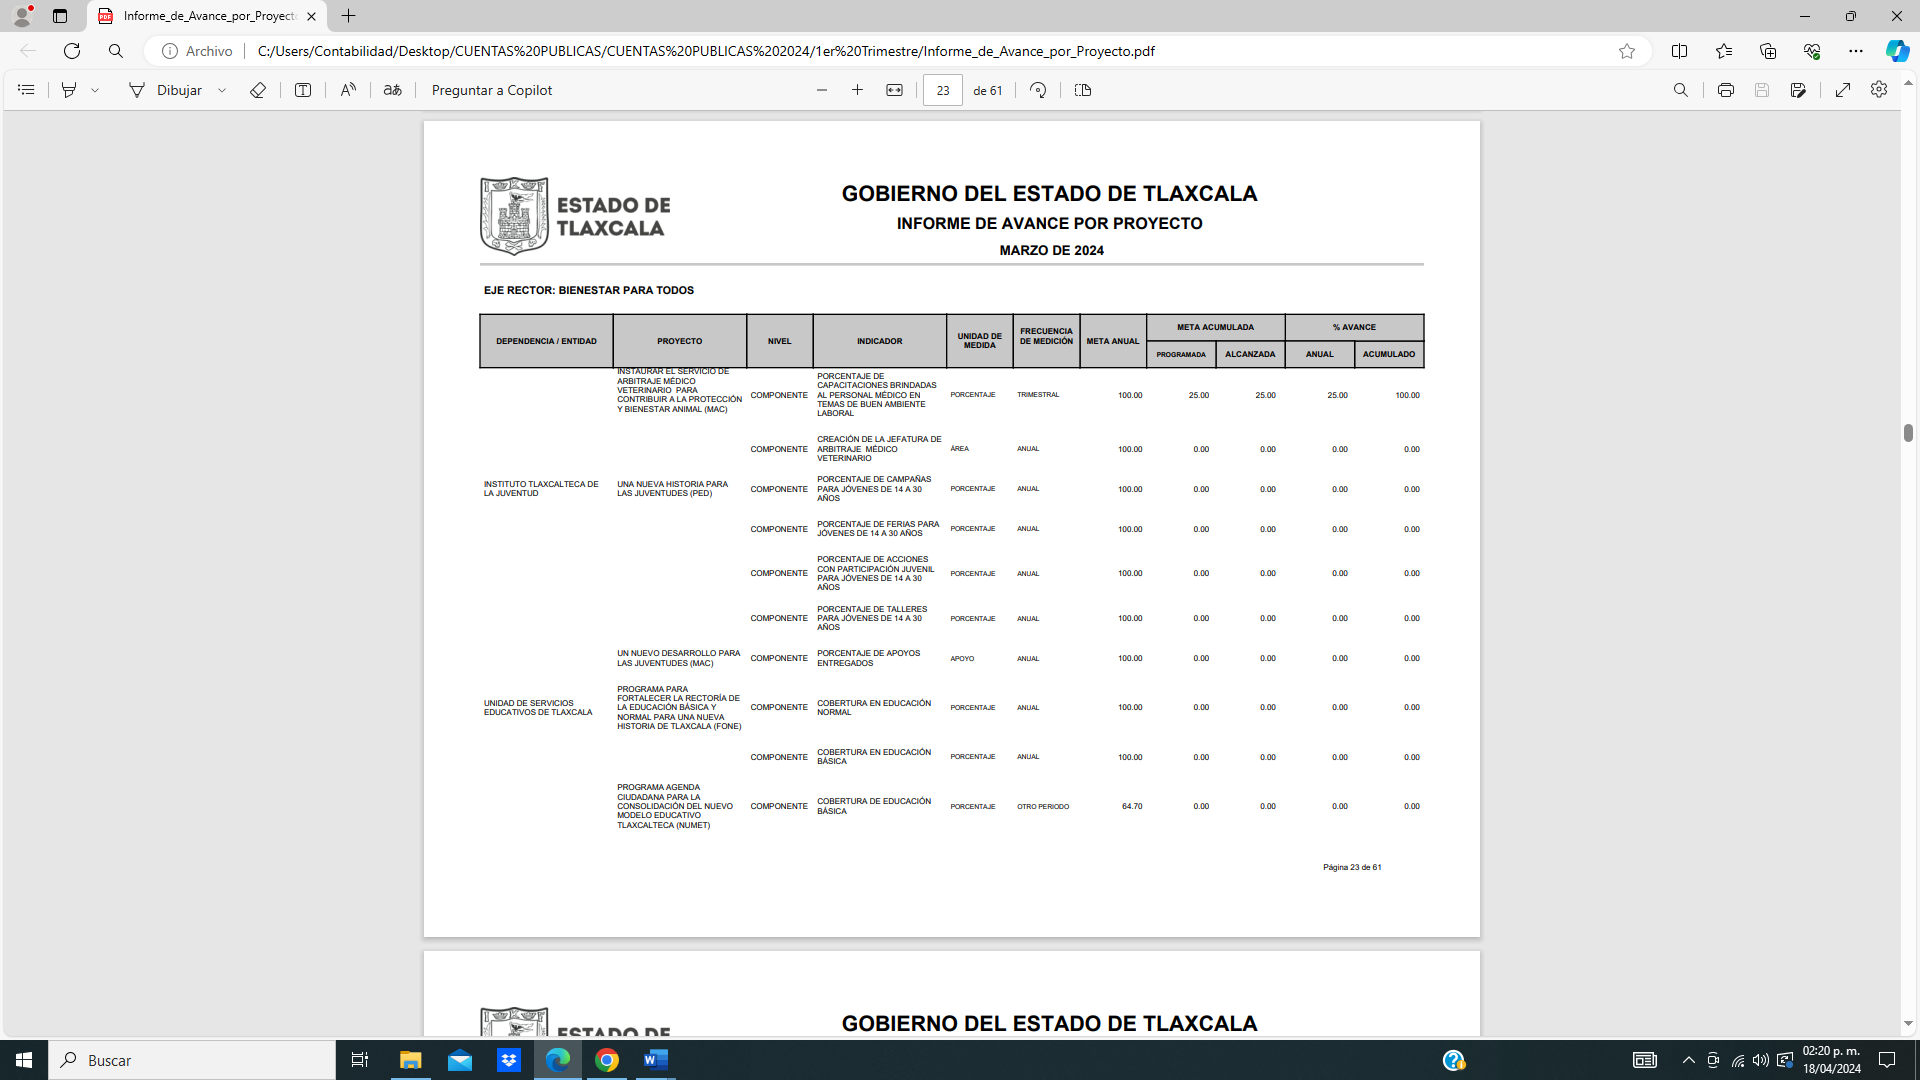 Informe_de_Avance_por_Proyecto
Archivo
C:/Users/Contabilidad/Desktop/CUENTAS%20PUBLICAS/CUENTAS%20PUBLICAS%202024/1er%20Trimestre/Informe_de_Avance_por_Proyecto.pdf
Dibujar
Preguntar a Copilot
23 de 61
ESTADO DE
TLAXCALA
GOBIERNO DEL ESTADO DE TLAXCALA
INFORME DE AVANCE POR PROYECTO
MARZO DE 2024
EJE RECTOR: BIENESTAR PARA TODOS
DEPENDENCIA / ENTIDAD
PROYECTO
NIVEL
INDICADOR
UNIDAD DE
MEDIDA
FRECUENCIA
DE MEDICIÓN
META ANUAL
META ACUMULADA
PROGRAMADA
ALCANZADA
% AVANCE
ANUAL
ACUMULADO
INSTAURAR EL SERVICIO DE
ARBITRAJE MÉDICO
VETERINARIO PARA
CONTRIBUIR A LA PROTECCIÓN
Y BIENESTAR ANIMAL (MAC)
COMPONENTE
PORCENTAJE DE
CAPACITACIONES BRINDADAS
AL PERSONAL MÉDICO EN
TEMAS DE BUEN AMBIENTE
LABORAL
PORCENTAJE
TRIMESTRAL
100.00 25.00 25.00 25.00 100.00
COMPONENTE
CREACIÓN DE LA JEFATURA DE
ARBITRAJE MÉDICO
VETERINARIO
ÁREA
ANUAL
100.00 0.00 0.00 0.00 0.00
INSTITUTO TLAXCALTECA DE
LA JUVENTUD
UNA NUEVA HISTORIA PARA
LAS JUVENTUDES (PED)
COMPONENTE
PORCENTAJE DE CAMPAÑAS
PARA JÓVENES DE 14 A 30
AÑOS
PORCENTAJE
ANUAL
100.00 0.00 0.00 0.00 0.00
COMPONENTE
PORCENTAJE DE FERIAS PARA
JÓVENES DE 14 A 30 AÑOS
PORCENTAJE
ANUAL
100.00 0.00 0.00 0.00 0.00
COMPONENTE
PORCENTAJE DE ACCIONES
CON PARTICIPACIÓN JUVENIL
PARA JÓVENES DE 14 A 30
AÑOS
PORCENTAJE
ANUAL
100.00 0.00 0.00 0.00 0.00
COMPONENTE
PORCENTAJE DE TALLERES
PARA JÓVENES DE 14 A 30
AÑOS
PORCENTAJE
ANUAL
100.00 0.00 0.00 0.00 0.00
UN NUEVO DESARROLLO PARA
LAS JUVENTUDES (MAC)
COMPONENTE
PORCENTAJE DE APOYOS
ENTREGADOS
APOYO
ANUAL
100.00 0.00 0.00 0.00 0.00
UNIDAD DE SERVICIOS
EDUCATIVOS DE TLAXCALA
PROGRAMA PARA
FORTALECER LA RECTORÍA DE
LA EDUCACIÓN BÁSICA Y
NORMAL PARA UNA NUEVA
HISTORIA DE TLAXCALA (FONE)
COMPONENTE
COBERTURA EN EDUCACIÓN
NORMAL
PORCENTAJE
ANUAL
100.00 0.00 0.00 0.00 0.00
COMPONENTE
COBERTURA EN EDUCACIÓN
BÁSICA
PORCENTAJE
ANUAL
100.00 0.00 0.00 0.00 0.00
PROGRAMA AGENDA
CIUDADANA PARA LA
CONSOLIDACIÓN DEL NUEVO
MODELO EDUCATIVO
TLAXCALTECA (NUMET)
COMPONENTE
COBERTURA DE EDUCACIÓN
BÁSICA
PORCENTAJE
OTRO PERIODO
64.70 0.00 0.00 0.00 0.00
Página 23 de 61
ESTADO DE
GOBIERNO DEL ESTADO DE TLAXCALA
Buscar
02:20 p. m.
18/04/2024